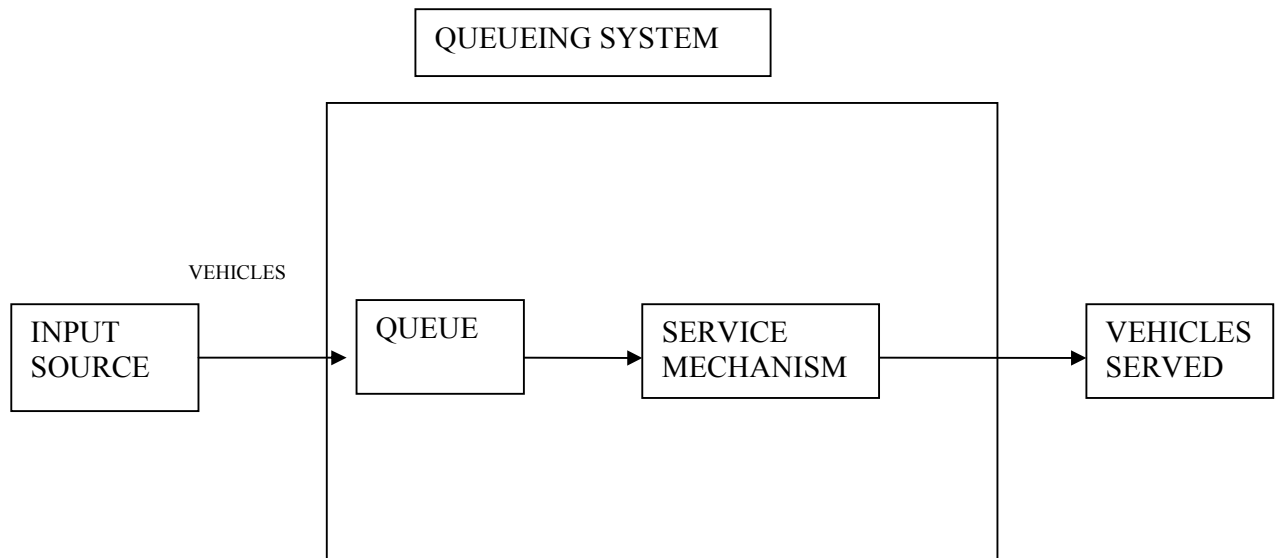 QUEUEING SYSTEM
VEHICLES
INPUT
SOURCE
QUEUE
SERVICE
MECHANISM
VEHICLES
SERVED